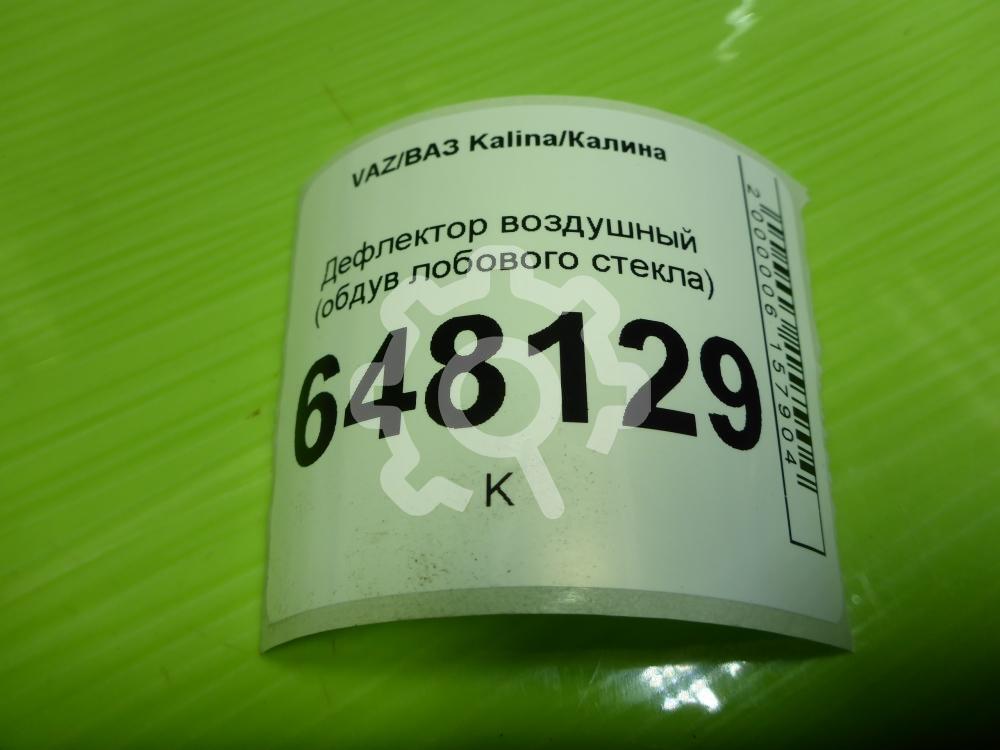 VAZ/ВАЗ Kalina/Калина
Дефлектор воздушный
(обдув лобового стекла)
648129
К
2000006157904